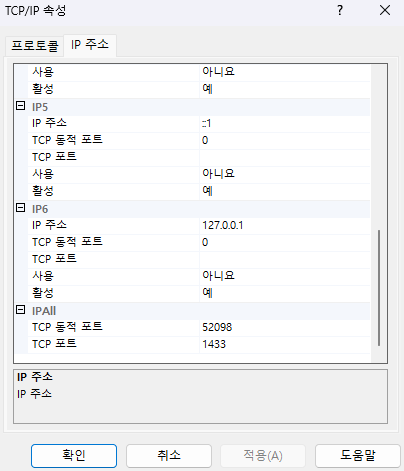 TCP/IP 속성
프로토콜 IP 주소
사용 아니요
활성 예
IP5
IP 주소 ::1
TCP 동적 포트 0
TCP 포트
사용 아니요
활성 예
IP6
IP 주소 127.0.0.1
TCP 동적 포트 0
TCP 포트
사용 아니요
활성 예
IPAll
TCP 동적 포트 52098
TCP 포트 1433
IP 주소
IP 주소
확인 취소 적용(A) 도움말